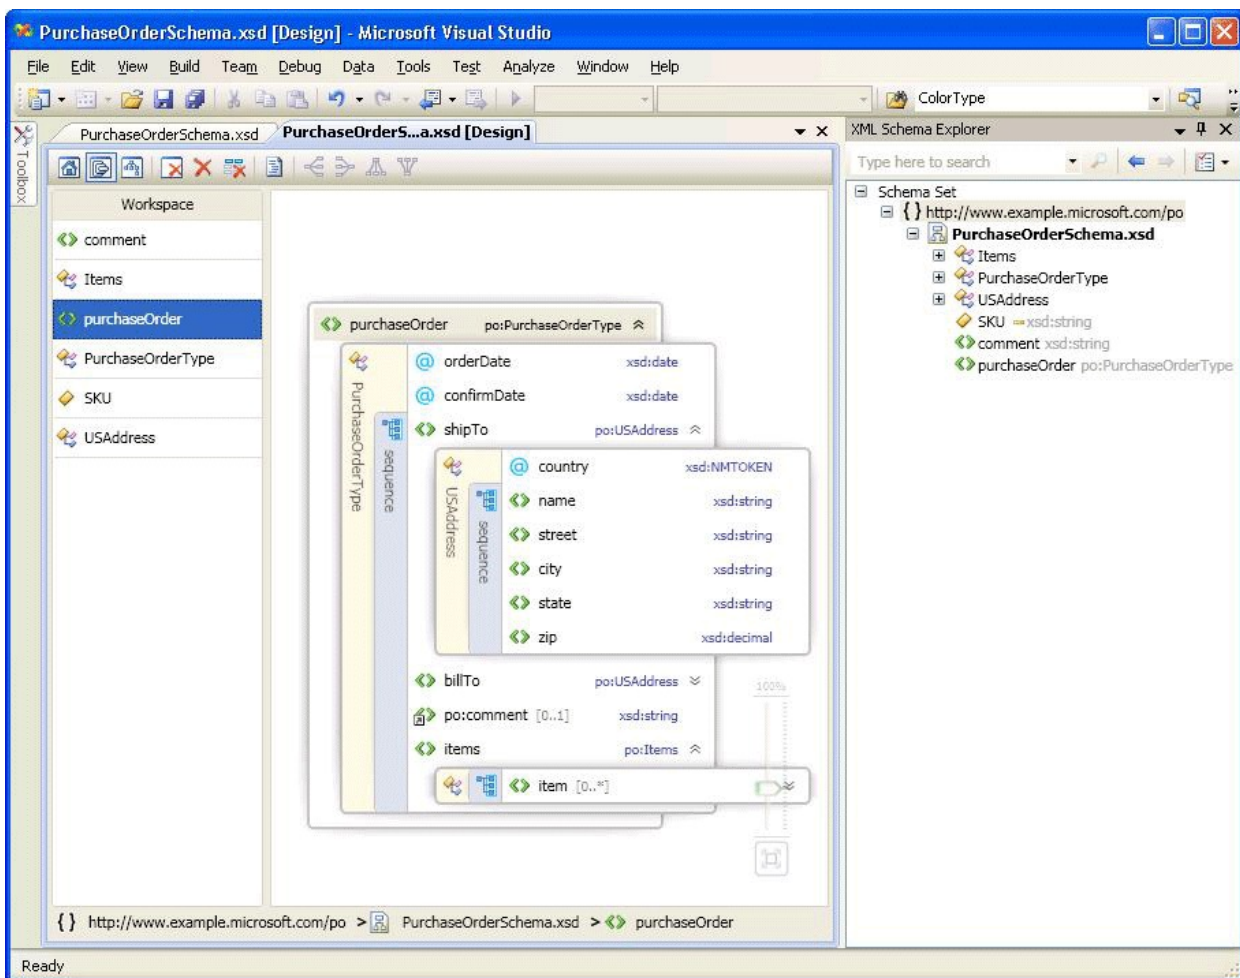 PurchaseOrderSchema.xsd [Design] - Microsoft Visual Studio
File Edit View Build Team Debug Data Tools Test Analyze Window Help
ColorType
Toolbox
PurchaseOrderSchema.xsd PurchaseOrderS...a.xsd [Design]
Workspace
comment
Items
purchaseOrder
PurchaseOrderType
SKU
USAddress
purchaseOrder po:PurchaseOrderType
PurchaseOrderType
sequence
@ orderDate xsd:date
@ confirmDate xsd:date
shipTo po:USAddress
USAddress
sequence
@ country xsd:NMTOKEN
name xsd:string
street xsd:string
city xsd:string
state xsd:string
zip xsd:decimal
billTo po:USAddress
po:comment [0..1] xsd:string
items po:Items
item [0..*]
100%
{ } http://www.example.microsoft.com/po > PurchaseOrderSchema.xsd > purchaseOrder
XML Schema Explorer
Type here to search
Schema Set
{ } http://www.example.microsoft.com/po
PurchaseOrderSchema.xsd
Items
PurchaseOrderType
USAddress
SKU xsd:string
comment xsd:string
purchaseOrder po:PurchaseOrderType
Ready